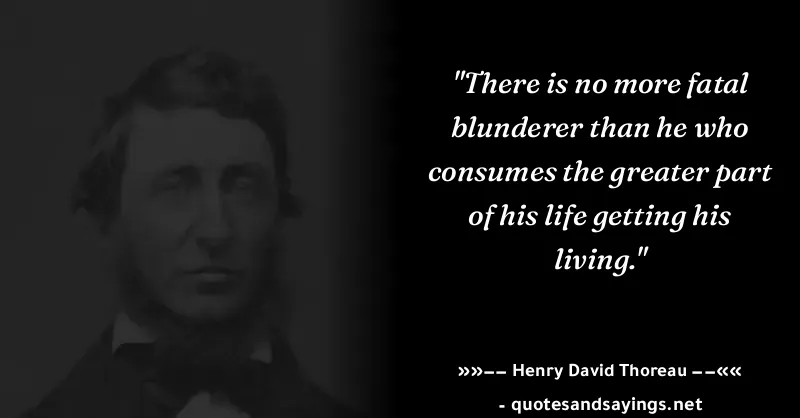 "There is no more fatal
blunderer than he who
consumes the greater part
of his life getting his
living."
»»–– Henry David Thoreau ––««
- quotesandsayings.net